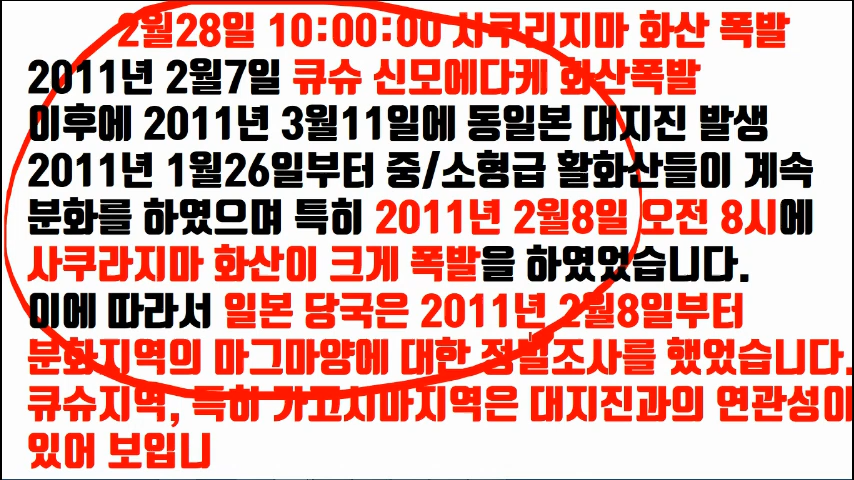 2월28일 10:00:00 사쿠라지마 화산 폭발
2011년 2월7일 큐슈 신모에다케 화산폭발
이후에 2011년 3월11일에 동일본 대지진 발생
2011년 1월26일부터 중/소형급 활화산들이 계속
분화를 하였으며 특히 2011년 2월8일 오전 8시에
사쿠라지마 화산이 크게 폭발을 하였었습니다.
이에 따라서 일본 당국은 2011년 2월8일부터
분화지역의 마그마양에 대한 정밀조사를 했었습니다.
큐슈지역, 특히 가고시마지역은 대지진과의 연관성이
있어 보입니